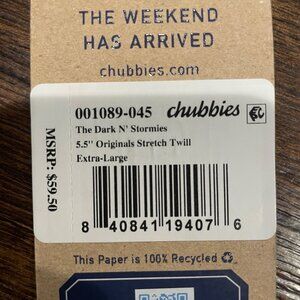 THE WEEKEND
HAS ARRIVED
chubbies.com
001089-045 chubbies
The Dark N' Stormies
5.5" Originals Stretch Twill
Extra-Large
MSRP: $59.50
8 40841 19407 6
This Paper is 100% Recycled